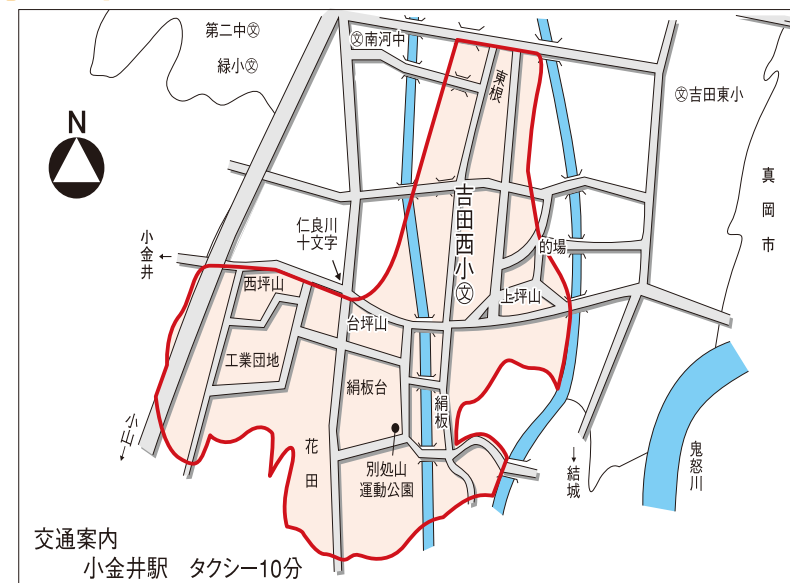 第二中㊫
緑小㊫
㊫南河中
東根
㊫吉田東小
N
真岡市
吉田西小㊫
仁良川
十文字
小金井
←
的場
西坪山
上坪山
台坪山
工業団地
絹板台
絹板
小山
↓
花田
別処山
運動公園
→
結城
鬼怒川
交通案内
小金井駅 タクシー10分